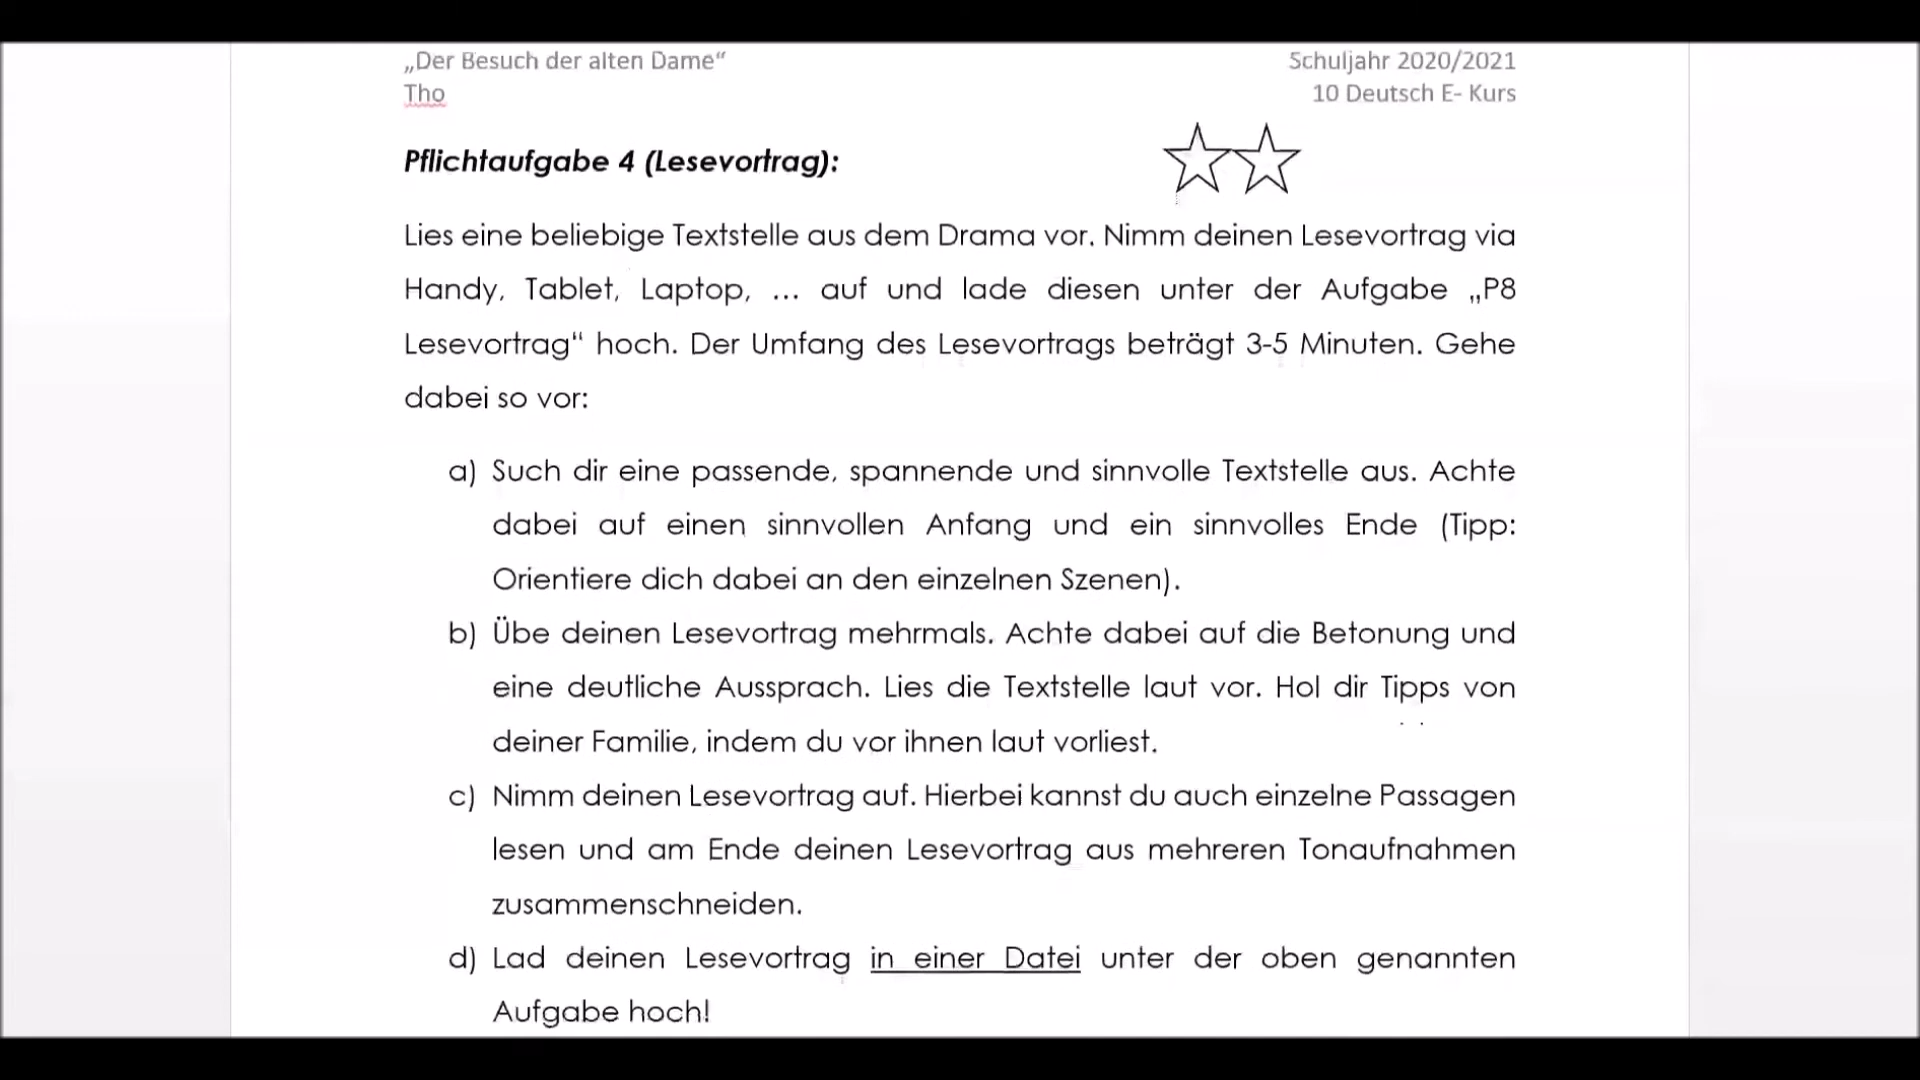 „Der Besuch der alten Dame“ Schuljahr 2020/2021
Tho 10 Deutsch E- Kurs
Pflichtaufgabe 4 (Lesevortrag):
Lies eine beliebige Textstelle aus dem Drama vor. Nimm deinen Lesevortrag via
Handy, Tablet, Laptop, … auf und lade diesen unter der Aufgabe „P8
Lesevortrag“ hoch. Der Umfang des Lesevortrags beträgt 3-5 Minuten. Gehe
dabei so vor:
a) Such dir eine passende, spannende und sinnvolle Textstelle aus. Achte
dabei auf einen sinnvollen Anfang und ein sinnvolles Ende (Tipp:
Orientiere dich dabei an den einzelnen Szenen).
b) Übe deinen Lesevortrag mehrmals. Achte dabei auf die Betonung und
eine deutliche Aussprach. Lies die Textstelle laut vor. Hol dir Tipps von
deiner Familie, indem du vor ihnen laut vorliest.
c) Nimm deinen Lesevortrag auf. Hierbei kannst du auch einzelne Passagen
lesen und am Ende deinen Lesevortrag aus mehreren Tonaufnahmen
zusammenschneiden.
d) Lad deinen Lesevortrag in einer Datei unter der oben genannten
Aufgabe hoch!